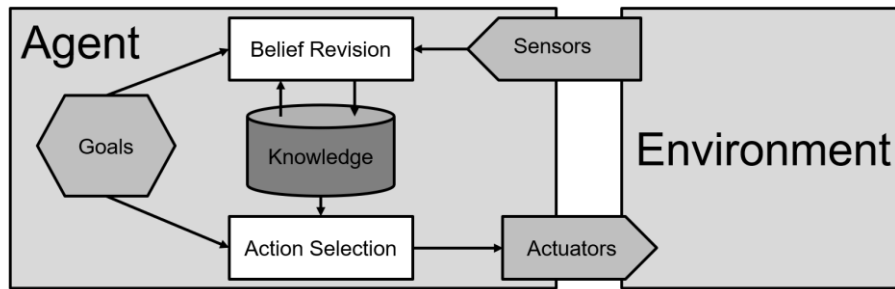 Agent
Belief Revision
Sensors
Goals
Knowledge
Environment
Action Selection
Actuators